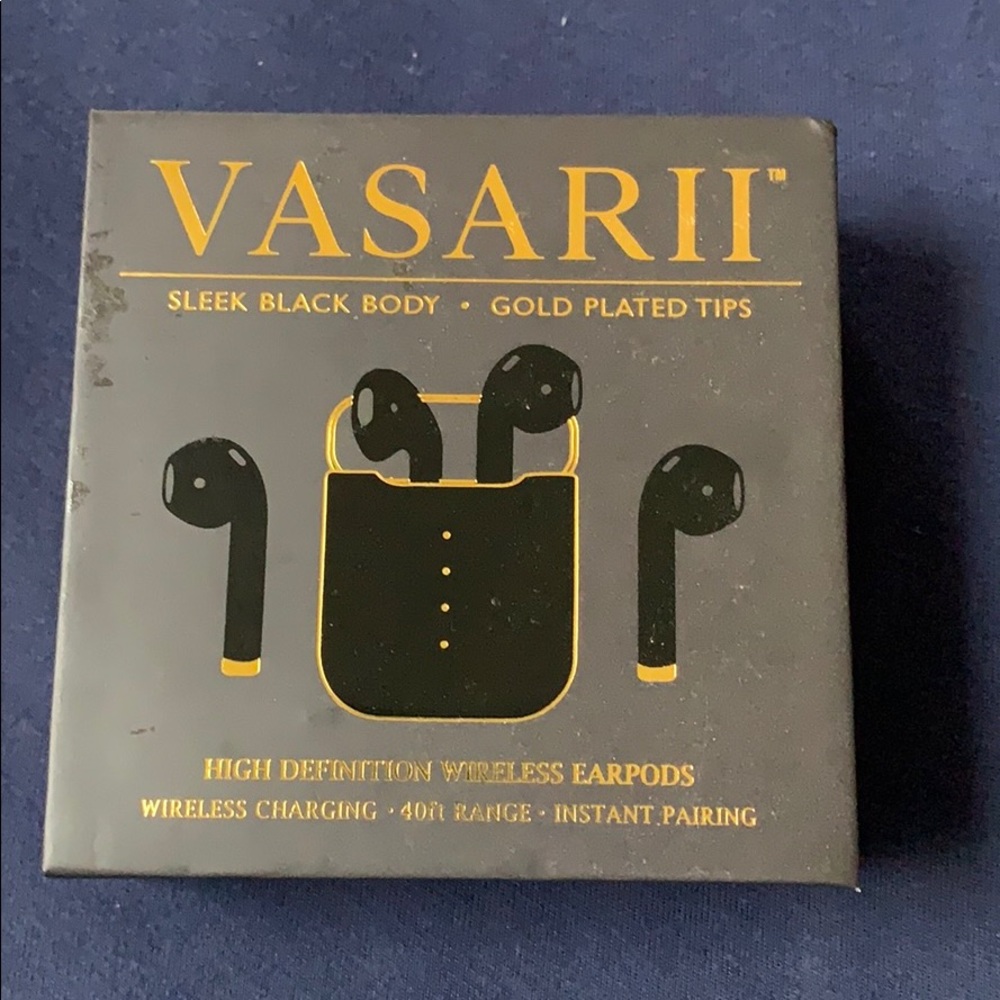 VASARII™
SLEEK BLACK BODY • GOLD PLATED TIPS
HIGH DEFINITION WIRELESS EARPODS
WIRELESS CHARGING · 40ft RANGE · INSTANT PAIRING